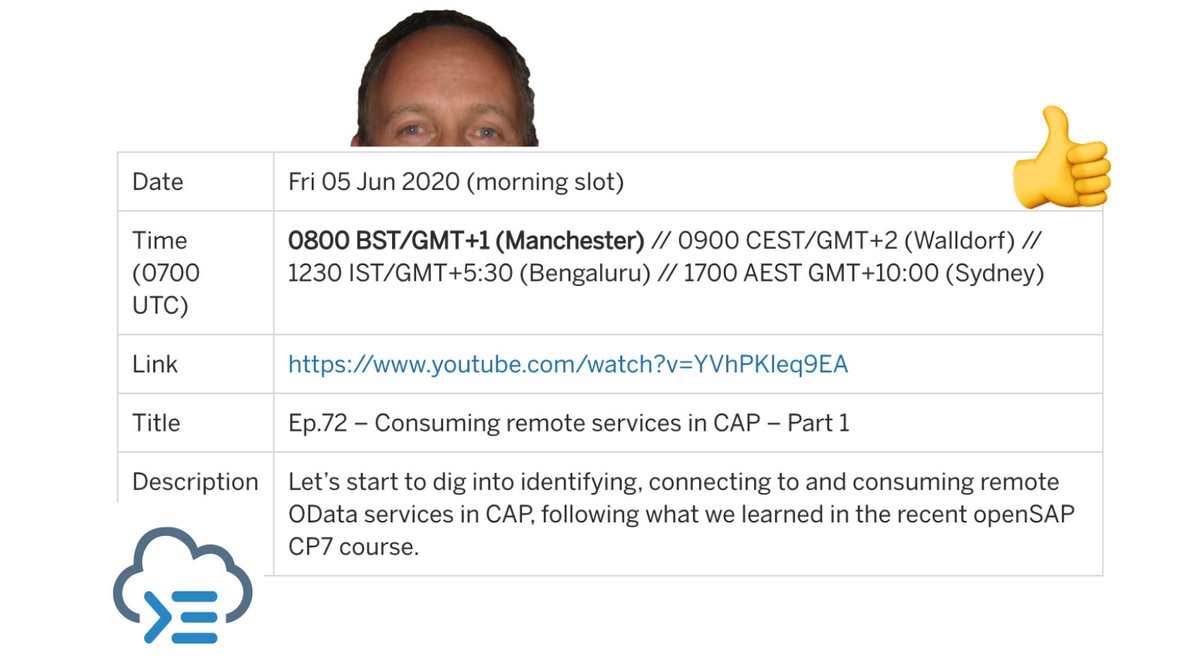 Date
Fri 05 Jun 2020 (morning slot)
Time
(0700
UTC)
0800 BST/GMT+1 (Manchester) // 0900 CEST/GMT+2 (Walldorf) //
1230 IST/GMT+5:30 (Bengaluru) // 1700 AEST GMT+10:00 (Sydney)
Link
https://www.youtube.com/watch?v=YVhPKIeq9EA
Title
Ep.72 – Consuming remote services in CAP – Part 1
Description
Let’s start to dig into identifying, connecting to and consuming remote
OData services in CAP, following what we learned in the recent openSAP
CP7 course.